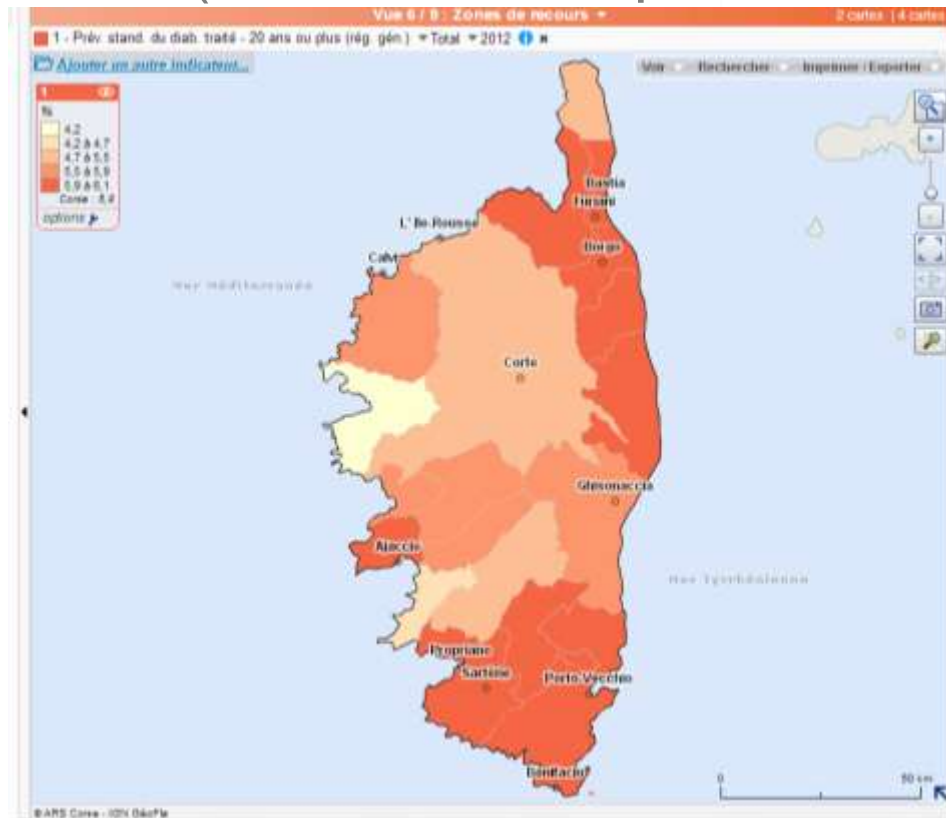 Vue 6 / 8 : Zones de recours
2 cartes | 4 cartes
1 - Prév. stand. du diab. traité - 20 ans ou plus (rég. gén.) Total 2012
Ajouter un autre indicateur...
Voir Rechercher Imprimer / Exporter
1
%
4,2
4,2 à 4,7
4,7 à 5,5
5,5 à 5,9
5,9 à 6,1
Corse :
options
Bastia
Furiani
L'Ile-Rousse
Borgo
Calvi
Mer Méditerranée
Corte
Ghisonaccia
Ajaccio
Mer Tyrrhénienne
Propriano
Sartène
Porto-Vecchio
Bonifacio
0 50 km
© ARS Corse - IGN GéoFla